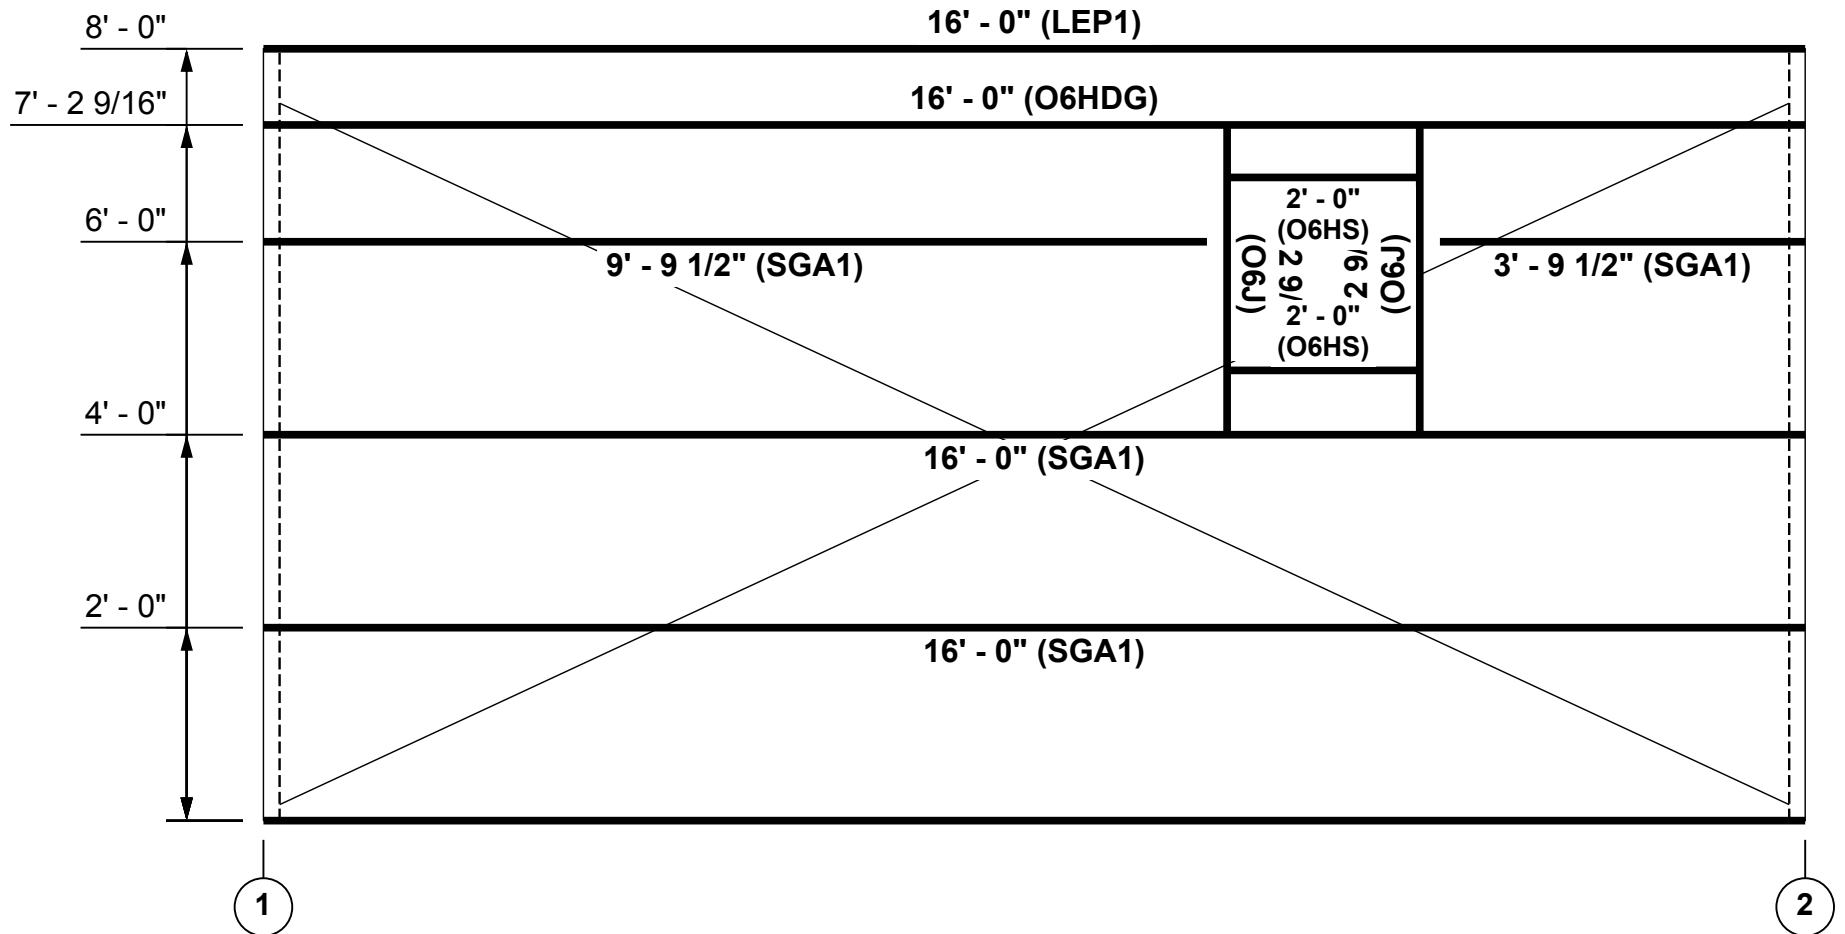 16' - 0" (LEP1)
8' - 0"
7' - 2 9/16"
16' - 0" (O6HDG)
6' - 0"
9' - 9 1/2" (SGA1)
2' - 0"
(O6HS)
(O6J)
2 9/
2 9/
(O6J)
2' - 0"
(O6HS)
3' - 9 1/2" (SGA1)
4' - 0"
16' - 0" (SGA1)
2' - 0"
16' - 0" (SGA1)
1
2